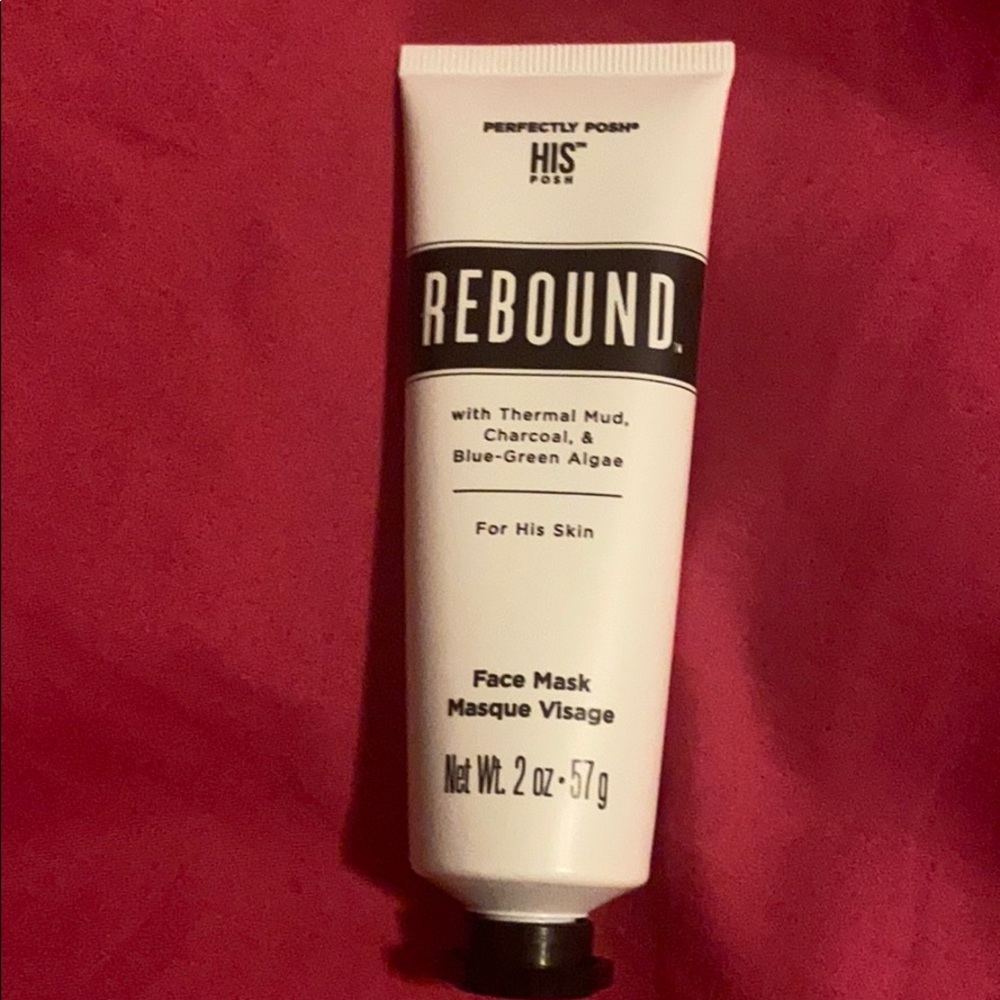 PERFECTLY POSH®
HIS™
POSH
REBOUND™
with Thermal Mud,
Charcoal, &
Blue-Green Algae
For His Skin
Face Mask
Masque Visage
Net Wt. 2 oz • 57 g